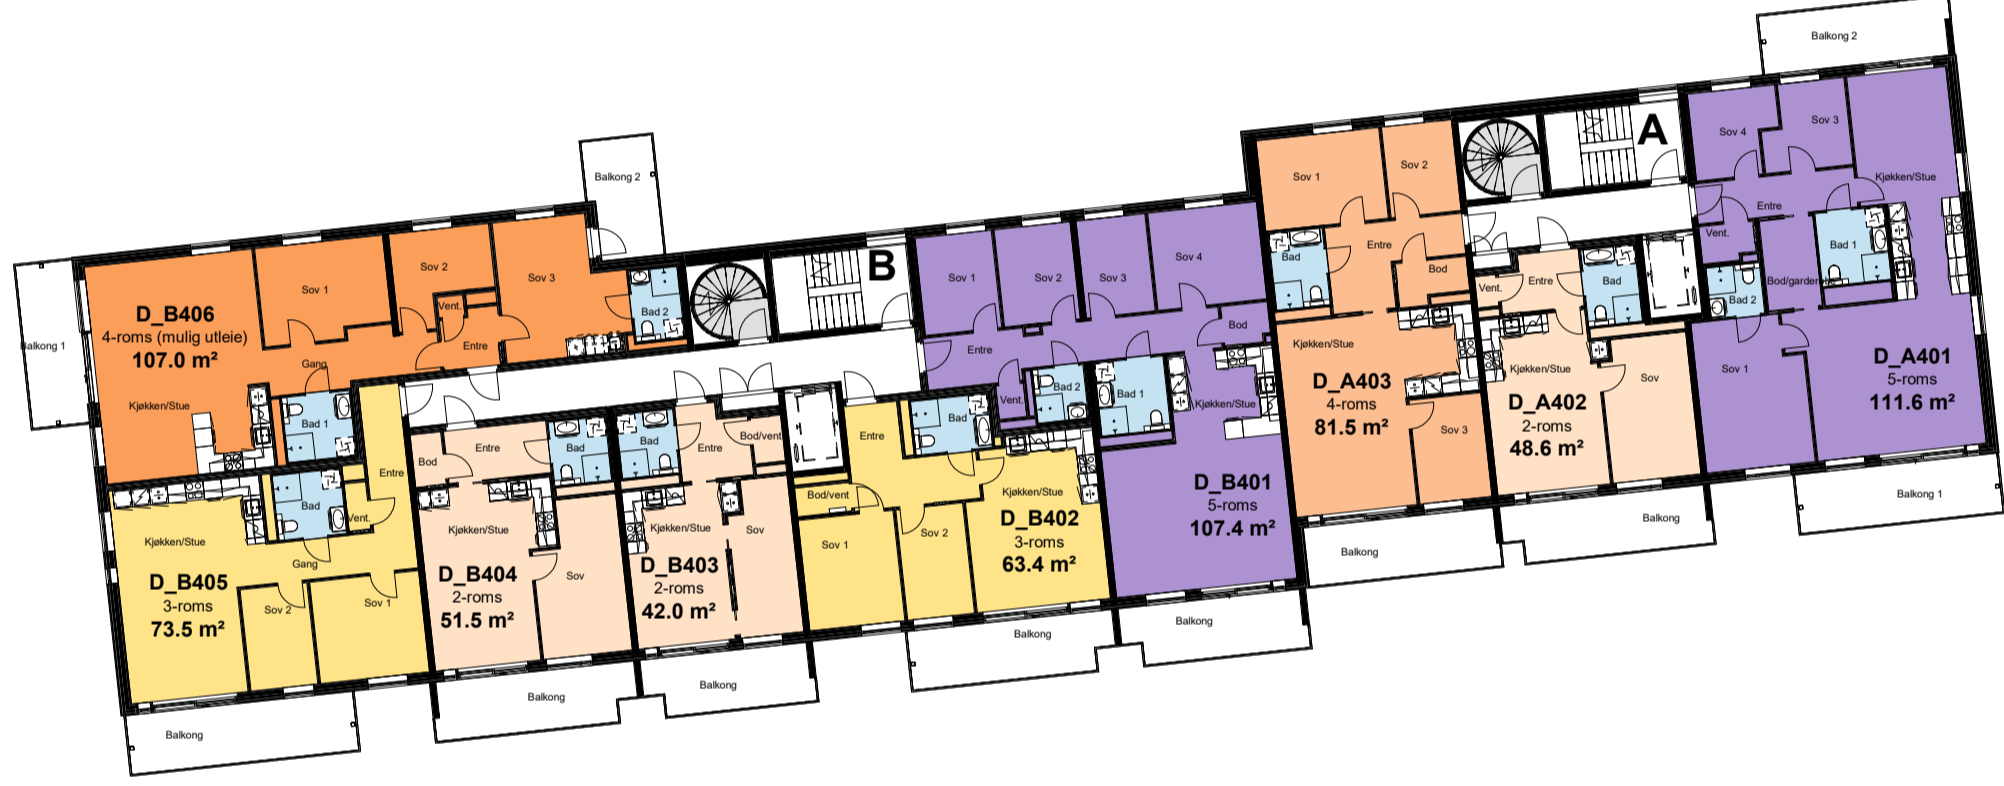 Balkong 1
D_B406
4-roms (mulig utleie)
107.0 m²
Kjøkken/Stue
Sov 1
Sov 2
Sov 3
Vent.
Entre
Gang
Bad 1
Bad 2
Balkong 2
D_B405
3-roms
73.5 m²
Kjøkken/Stue
Bad
Vent.
Entre
Gang
Sov 2
Sov 1
Balkong
D_B404
2-roms
51.5 m²
Bod
Entre
Bad
Kjøkken/Stue
Sov
Balkong
D_B403
2-roms
42.0 m²
Bad
Entre
Bod/vent
Kjøkken/Stue
Sov
Balkong
B
D_B402
3-roms
63.4 m²
Entre
Bad
Bod/vent
Kjøkken/Stue
Sov 1
Sov 2
Balkong
D_B401
5-roms
107.4 m²
Sov 1
Sov 2
Sov 3
Sov 4
Entre
Bod
Vent.
Bad 2
Bad 1
Kjøkken/Stue
Balkong
D_A403
4-roms
81.5 m²
Sov 1
Sov 2
Bad
Entre
Bod
Kjøkken/Stue
Sov 3
Balkong
A
D_A402
2-roms
48.6 m²
Vent.
Entre
Bad
Kjøkken/Stue
Sov
Balkong
D_A401
5-roms
111.6 m²
Balkong 2
Sov 4
Sov 3
Kjøkken/Stue
Entre
Vent.
Bad 1
Bad 2
Sov 1
Balkong 1